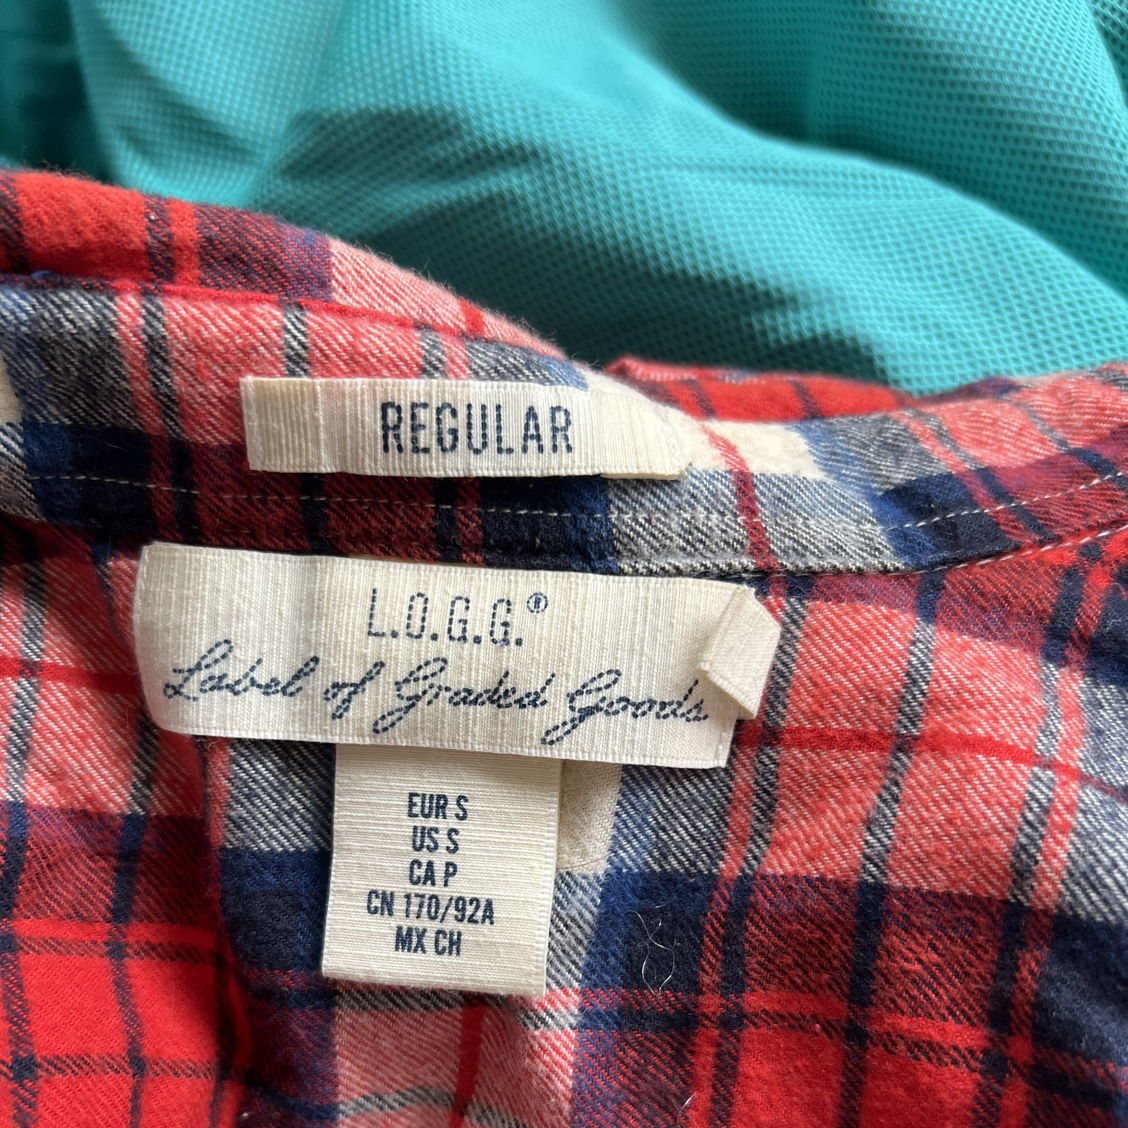 REGULAR
L.O.G.G.®
Label of Graded Goods
EUR S
US S
CA P
CN 170/92A
MX CH